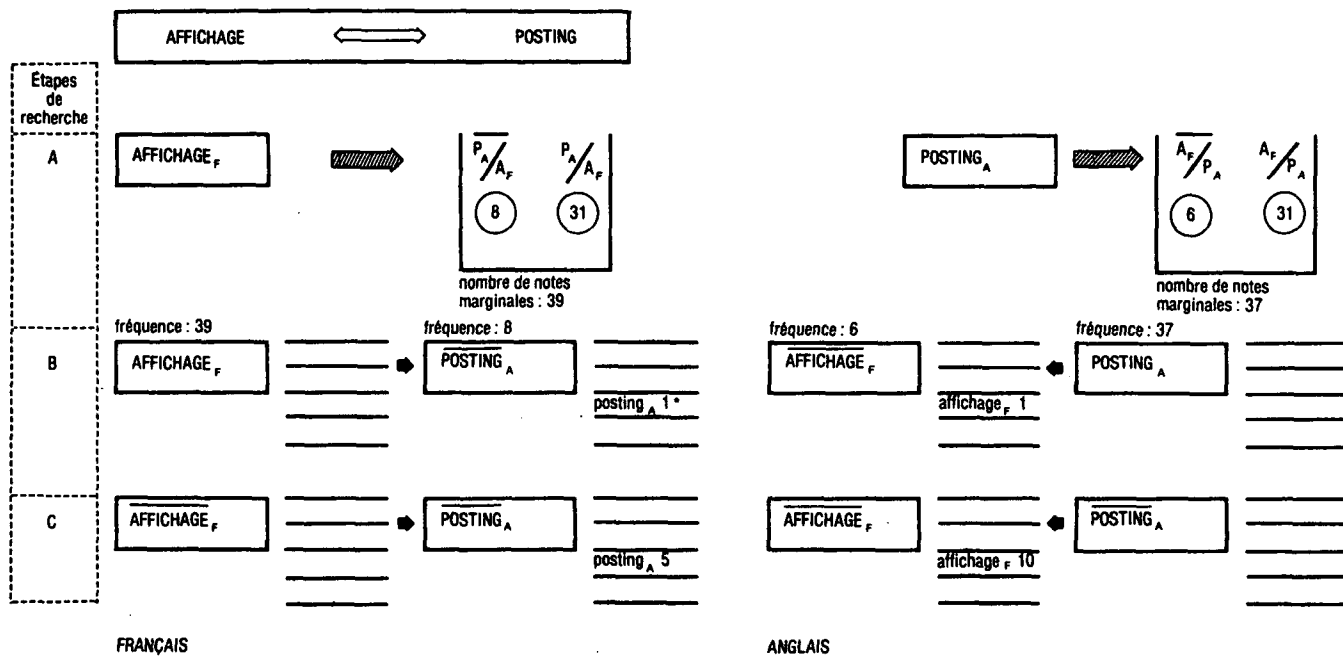 AFFICHAGE POSTING
Étapes
de
recherche
A
AFFICHAGE F
P A / A F P A / A F
8 31
nombre de notes
marginales : 39
POSTING A
A F / P A A F / P A
6 31
nombre de notes
marginales : 37
B
fréquence : 39 fréquence : 8 fréquence : 6 fréquence : 37
AFFICHAGE F POSTING A AFFICHAGE F POSTING A
posting A 1 * affichage F 1
C
AFFICHAGE F POSTING A AFFICHAGE F POSTING A
posting A 5 affichage F 10
FRANÇAIS ANGLAIS